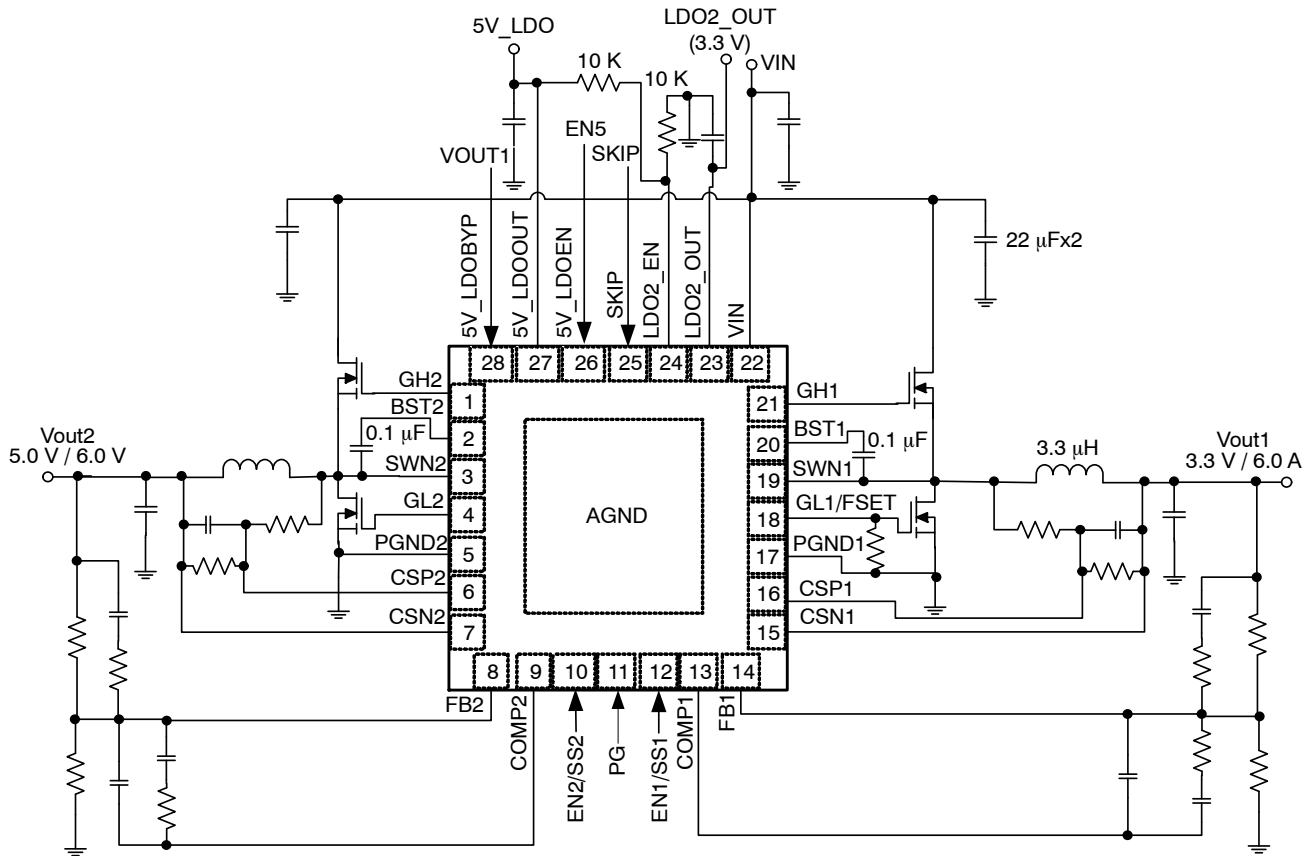 5V_LDO
LDO2_OUT
(3.3 V)
VIN
10 K
10 K
EN5
SKIP
VOUT1
22 μFx2
5V_LDOBYP
5V_LDOOUT
5V_LDOEN
SKIP
LDO2_EN
LDO2_OUT
VIN
28
27
26
25
24
23
22
GH2
1
BST2
2
0.1 μF
SWN2
3
GL2
4
PGND2
5
CSP2
6
CSN2
7
Vout2
5.0 V / 6.0 V
AGND
21
GH1
20
BST1
0.1 μF
19
SWN1
18
GL1/FSET
17
PGND1
16
CSP1
15
CSN1
3.3 μH
Vout1
3.3 V / 6.0 A
8
9
10
11
12
13
14
FB2
COMP2
EN2/SS2
PG
EN1/SS1
COMP1
FB1